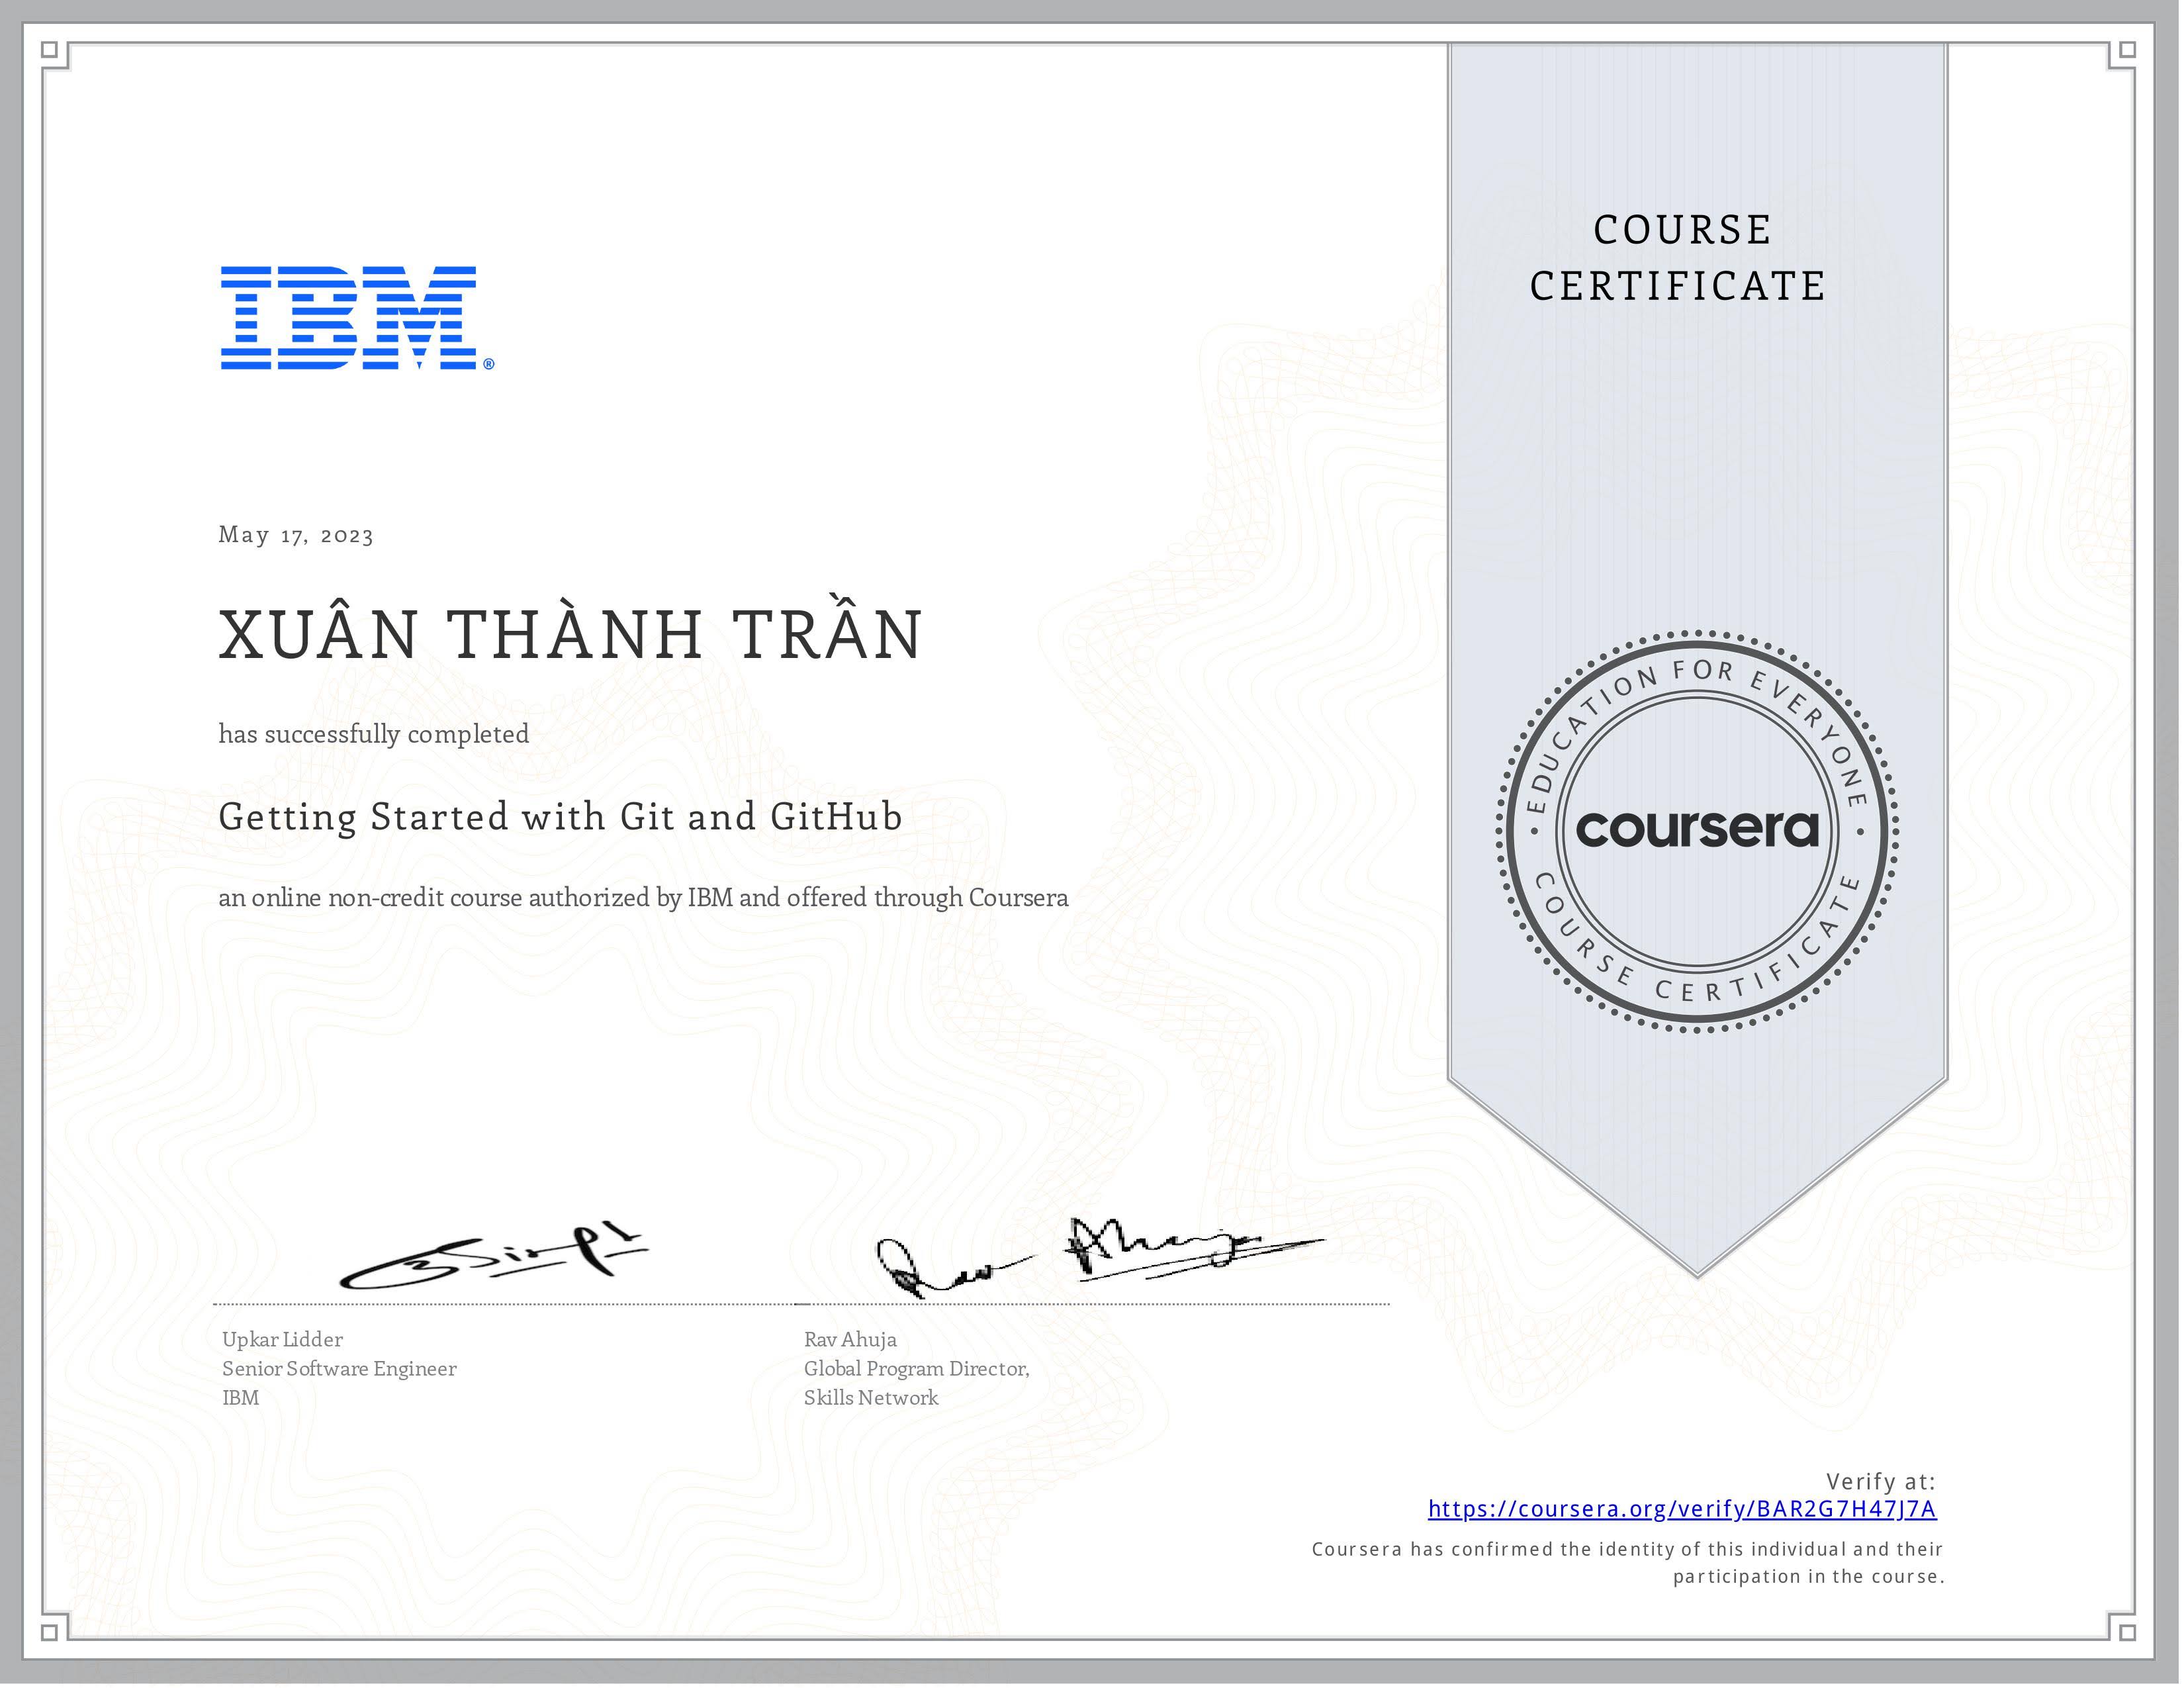 IBM®
COURSE
CERTIFICATE
May 17, 2023
XUÂN THÀNH TRẦN
has successfully completed
Getting Started with Git and GitHub
an online non-credit course authorized by IBM and offered through Coursera
EDUCATION FOR EVERYONE
coursera
COURSE CERTIFICATE
Upkar Lidder
Senior Software Engineer
IBM
Rav Ahuja
Global Program Director,
Skills Network
Verify at:
https://coursera.org/verify/BAR2G7H47J7A
Coursera has confirmed the identity of this individual and their
participation in the course.